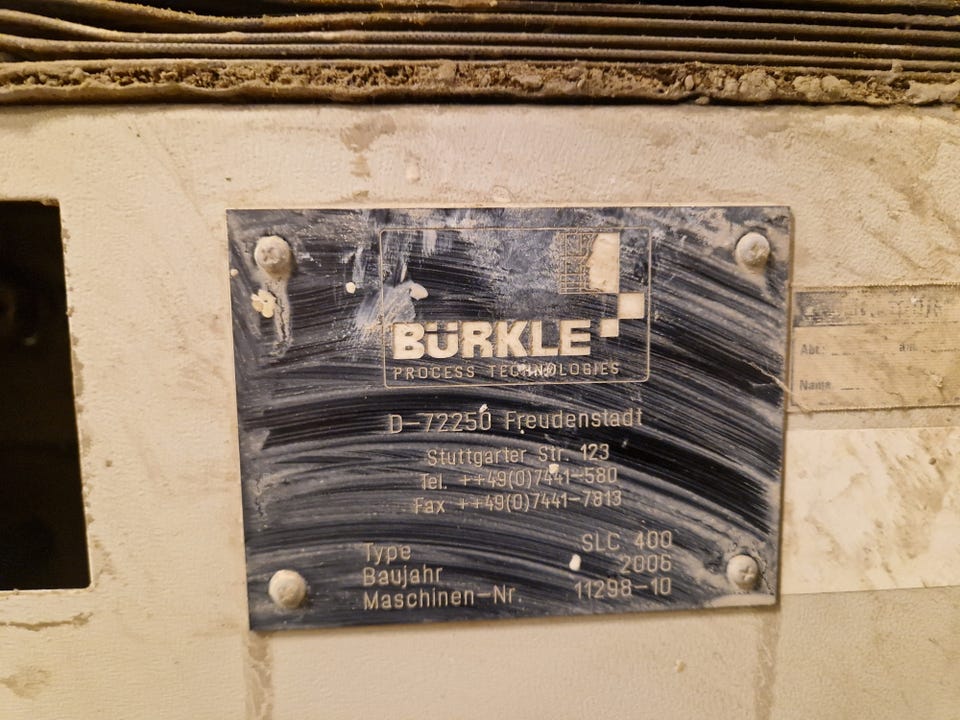 BÜRKLE
PROCESS TECHNOLOGIES
D-72250 Freudenstadt
Stuttgarter Str. 123
Tel. ++49(0)7441-580
Fax ++49(0)7441-7813
Type SLC 400
Baujahr 2006
Maschinen-Nr. 11298-10
Abt. am
Name